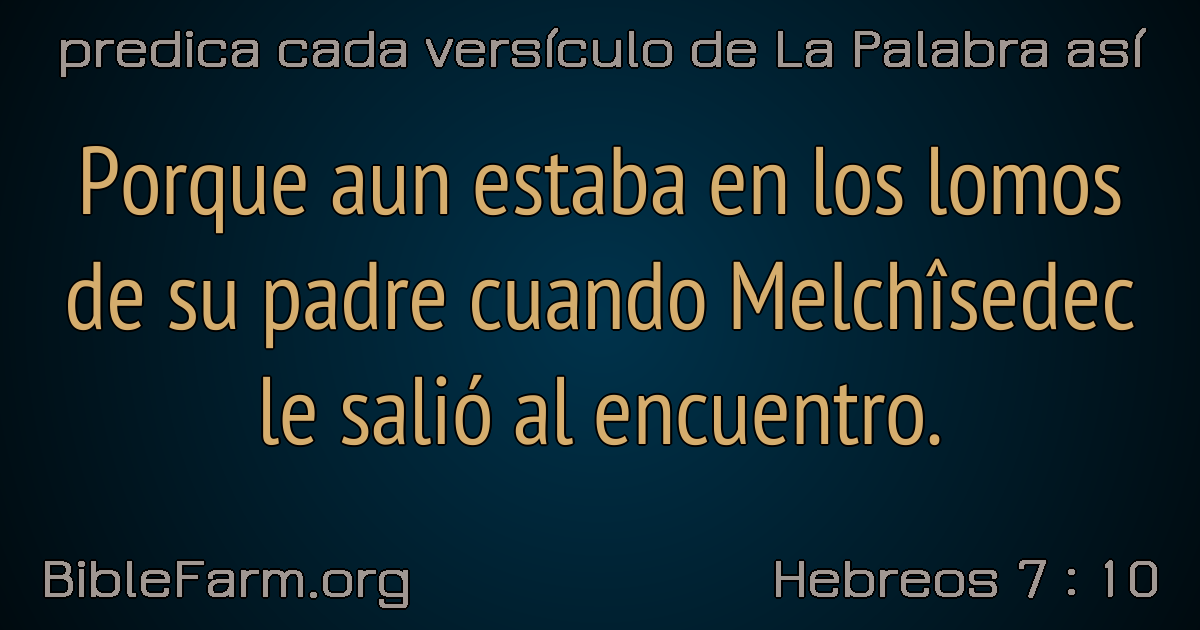 predica cada versículo de La Palabra así
Porque aun estaba en los lomos
de su padre cuando Melchîsedec
le salió al encuentro.
BibleFarm.org
Hebreos 7 : 10